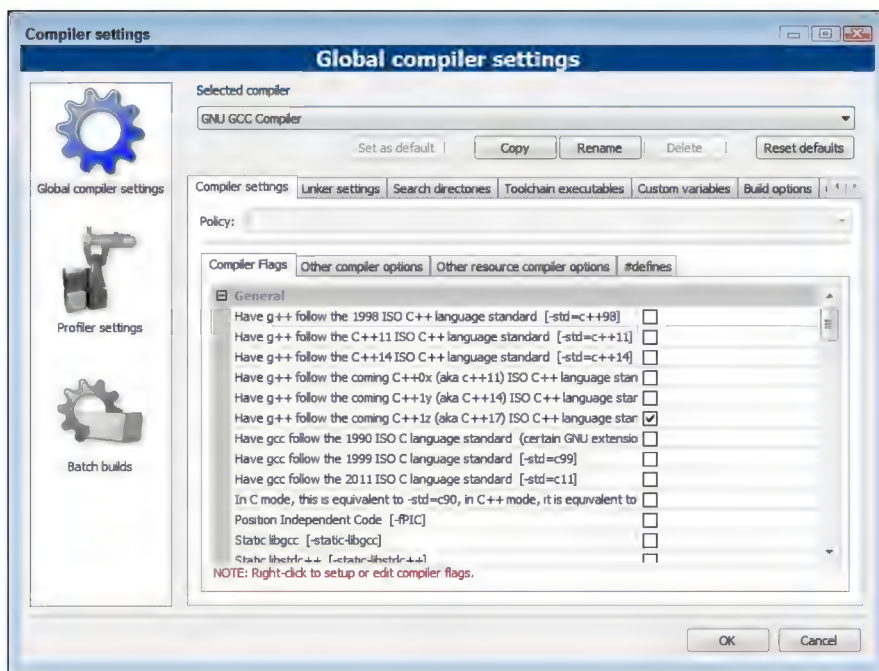 Compiler settings
Global compiler settings
Global compiler settings
Profiler settings
Batch builds
Selected compiler
GNU GCC Compiler
Set as default Copy Rename Delete Reset defaults
Compiler settings Linker settings Search directories Toolchain executables Custom variables Build options
Policy:
Compiler Flags Other compiler options Other resource compiler options #defines
General
Have g++ follow the 1998 ISO C++ language standard [-std=c++98]
Have g++ follow the C++11 ISO C++ language standard [-std=c++11]
Have g++ follow the C++14 ISO C++ language standard [-std=c++14]
Have g++ follow the coming C++0x (aka c++11) ISO C++ language stan
Have g++ follow the coming C++1y (aka C++14) ISO C++ language star
Have g++ follow the coming C++1z (aka C++17) ISO C++ language star
Have gcc follow the 1990 ISO C language standard (certain GNU extensio
Have gcc follow the 1999 ISO C language standard [-std=c99]
Have gcc follow the 2011 ISO C language standard [-std=c11]
In C mode, this is equivalent to -std=c90, in C++ mode, it is equivalent to
Position Independent Code [-fPIC]
Static libgcc [-static-libgcc]
Static libstdc++ [-static-libstdc++]
NOTE: Right-click to setup or edit compiler flags.
OK Cancel